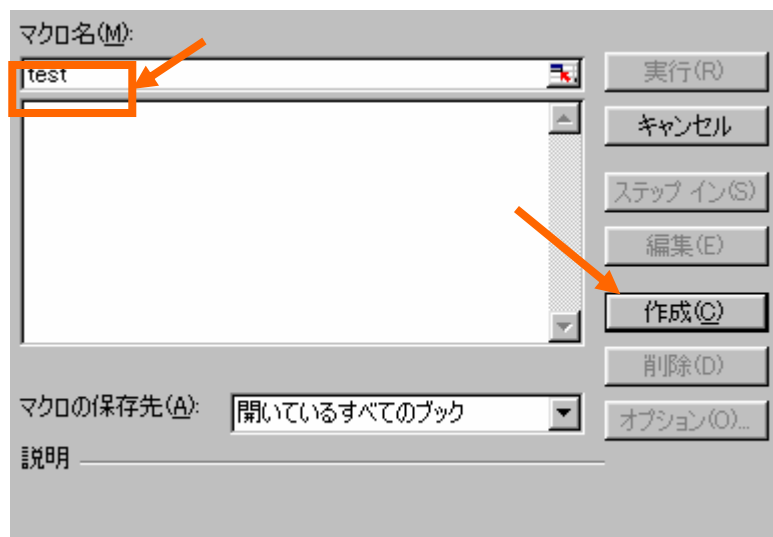 マクロ名(M):
test
実行(R)
キャンセル
ステップ イン(S)
編集(E)
作成(C)
削除(D)
マクロの保存先(A):
開いているすべてのブック
オプション(O)...
説明